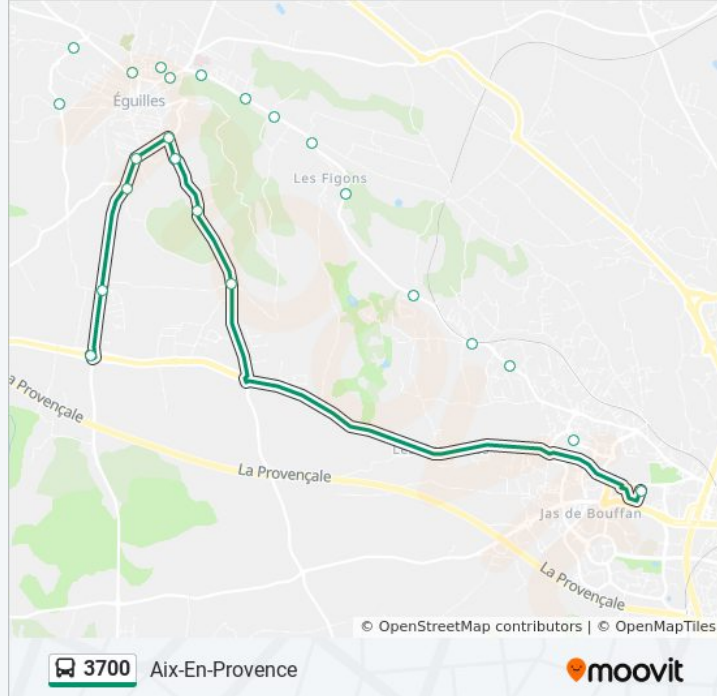 Éguilles
Les Figons
La Provençale
La Provençale
Jas de Bouffan
La Provençale
© OpenStreetMap contributors | © OpenMapTiles
3700 Aix-En-Provence
moovit